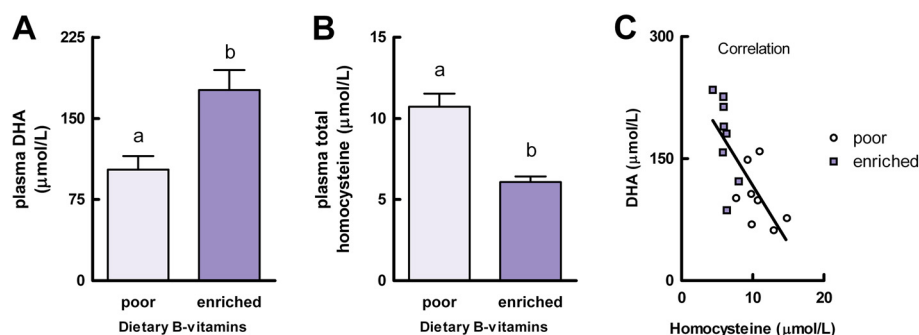 A
plasma DHA
(µmol/L)
225
150
75
0
a
b
poor
enriched
Dietary B-vitamins
B
plasma total
homocysteine (µmol/L)
15
10
5
0
a
b
poor
enriched
Dietary B-vitamins
C
Correlation
DHA (µmol/L)
300
150
0
0
10
20
Homocysteine (µmol/L)
poor
enriched